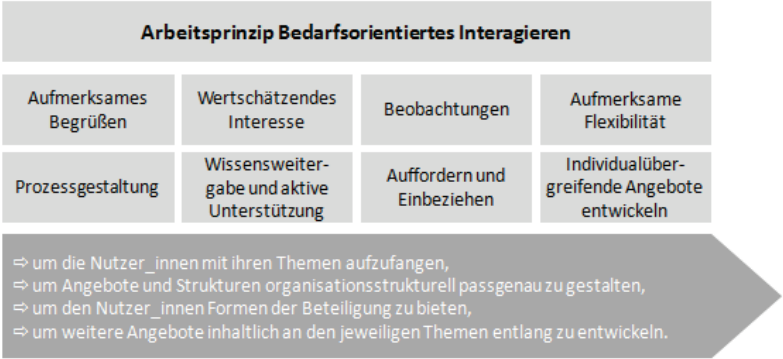 Arbeitsprinzip Bedarfsorientiertes Interagieren
Aufmerksames
Begrüßen
Wertschätzendes
Interesse
Beobachtungen
Aufmerksame
Flexibilität
Prozessgestaltung
Wissensweiter-
gabe und aktive
Unterstützung
Auffordern und
Einbeziehen
Individualüber-
greifende Angebote
entwickeln
⇨ um die Nutzer_innen mit ihren Themen aufzufangen,
⇨ um Angebote und Strukturen organisationsstrukturell passgenau zu gestalten,
⇨ um den Nutzer_innen Formen der Beteiligung zu bieten,
⇨ um weitere Angebote inhaltlich an den jeweiligen Themen entlang zu entwickeln.